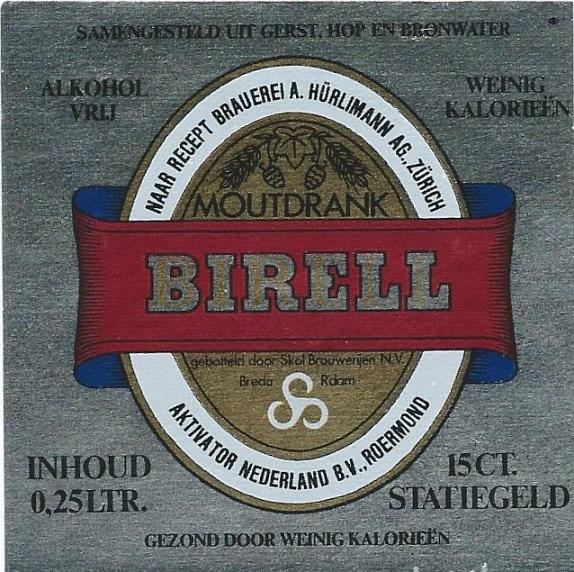 SAMENGESTELD UIT GERST, HOP EN BRONWATER
ALKOHOL
VRIJ
WEINIG
KALORIEËN
NAAR RECEPT BRAUEREI A. HÜRLIMANN AG., ZÜRICH
MOUTDRANK
BIRELL
gebotteld door Skol Brouwerijen N.V.
Breda R'dam
AKTIVATOR NEDERLAND B.V., ROERMOND
INHOUD
0,25 LTR.
15 CT.
STATIEGELD
GEZOND DOOR WEINIG KALORIEËN